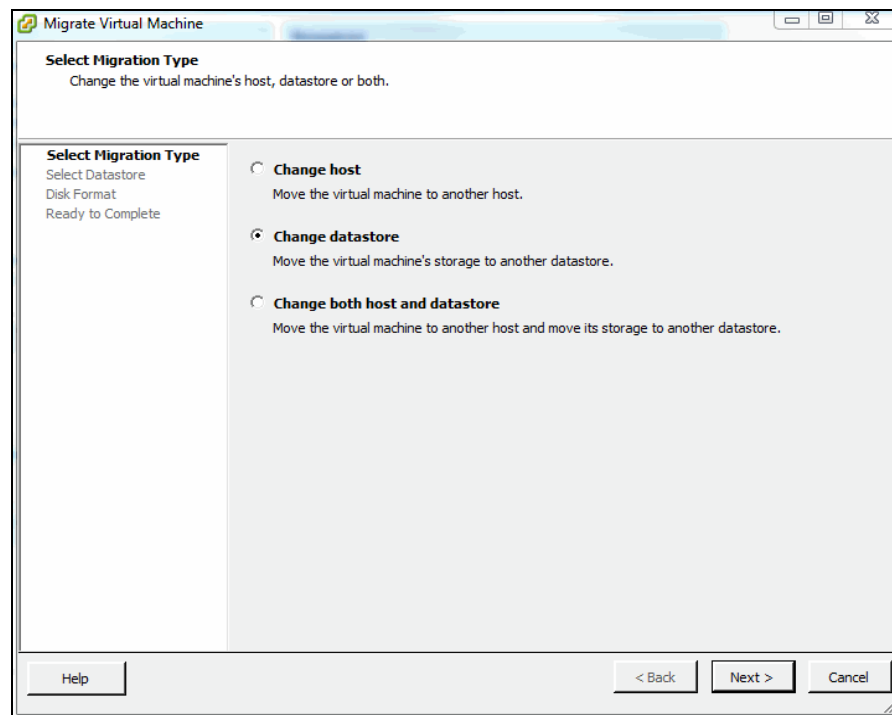 Migrate Virtual Machine
Select Migration Type
Change the virtual machine's host, datastore or both.
Select Migration Type
Select Datastore
Disk Format
Ready to Complete
Change host
Move the virtual machine to another host.
Change datastore
Move the virtual machine's storage to another datastore.
Change both host and datastore
Move the virtual machine to another host and move its storage to another datastore.
Help
< Back
Next >
Cancel